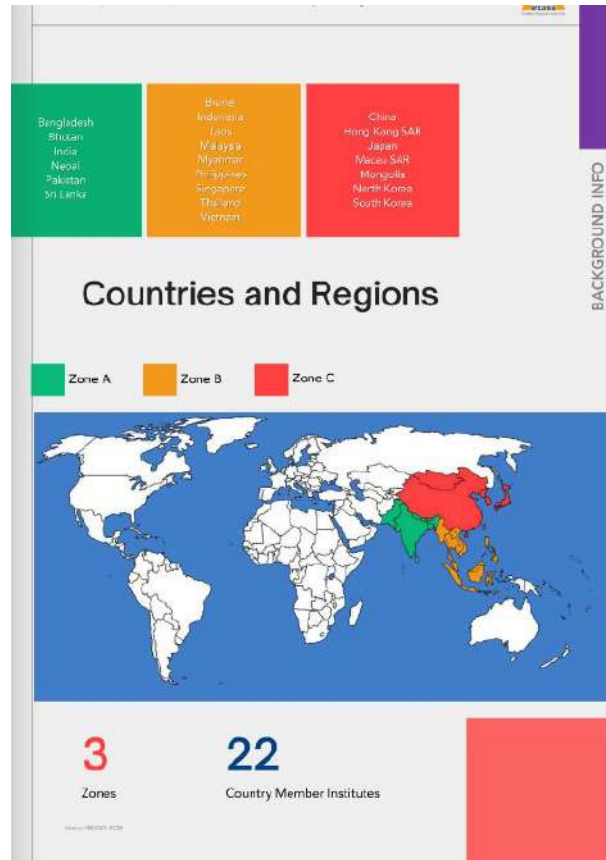 Bangladesh
Bhutan
India
Nepal
Pakistan
Sri Lanka
Brunei
Indonesia
Laos
Malaysia
Myanmar
Philippines
Singapore
Thailand
Vietnam
China
Hong Kong SAR
Japan
Macau SAR
Mongolia
North Korea
South Korea
BACKGROUND INFO
Countries and Regions
Zone A
Zone B
Zone C
3
Zones
22
Country Member Institutes